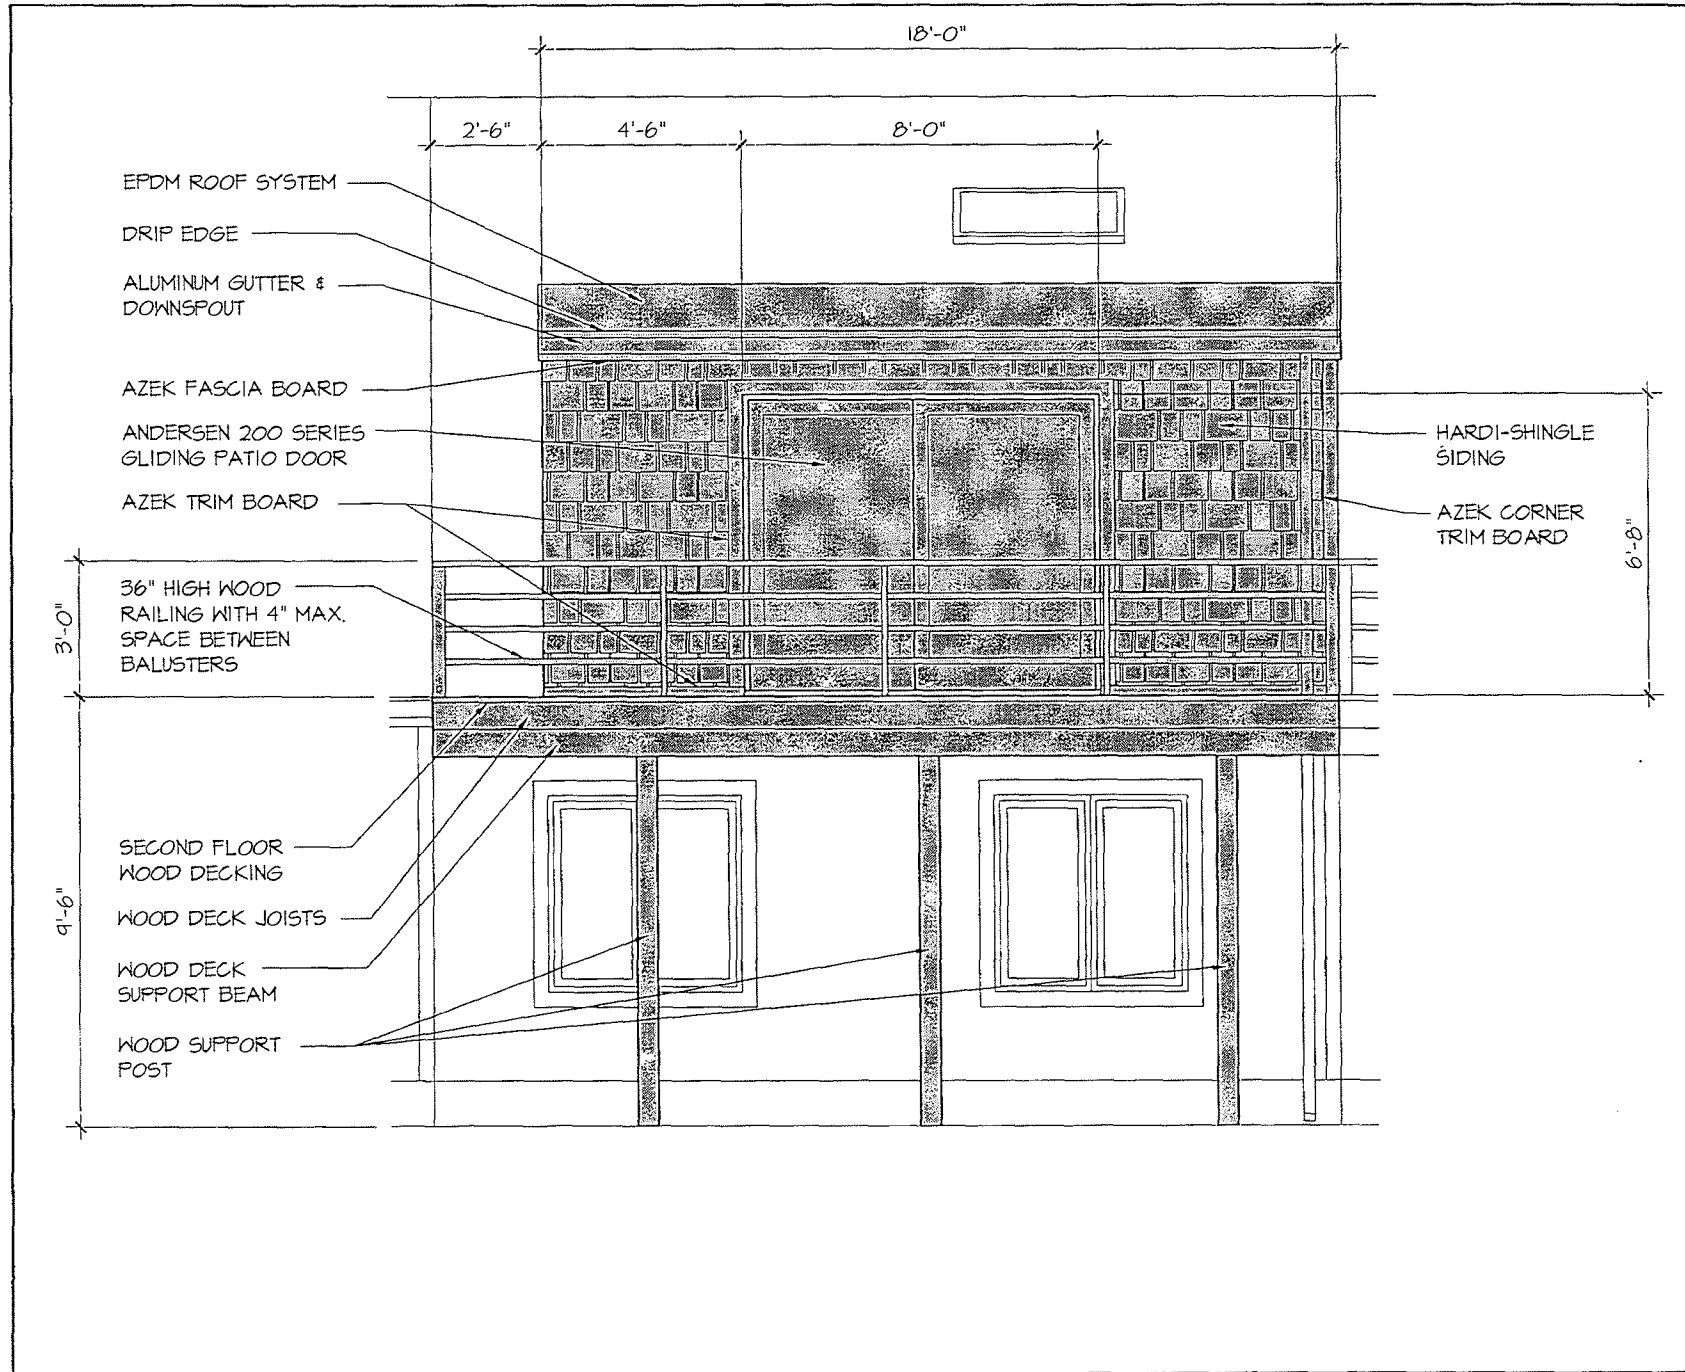 18'-0"
2'-6"
4'-6"
8'-0"
EPDM ROOF SYSTEM
DRIP EDGE
ALUMINUM GUTTER &
DOWNSPOUT
AZEK FASCIA BOARD
ANDERSEN 200 SERIES
GLIDING PATIO DOOR
AZEK TRIM BOARD
HARDI-SHINGLE
SIDING
AZEK CORNER
TRIM BOARD
6'-8"
3'-0"
36" HIGH WOOD
RAILING WITH 4" MAX.
SPACE BETWEEN
BALUSTERS
9'-6"
SECOND FLOOR
WOOD DECKING
WOOD DECK JOISTS
WOOD DECK
SUPPORT BEAM
WOOD SUPPORT
POST